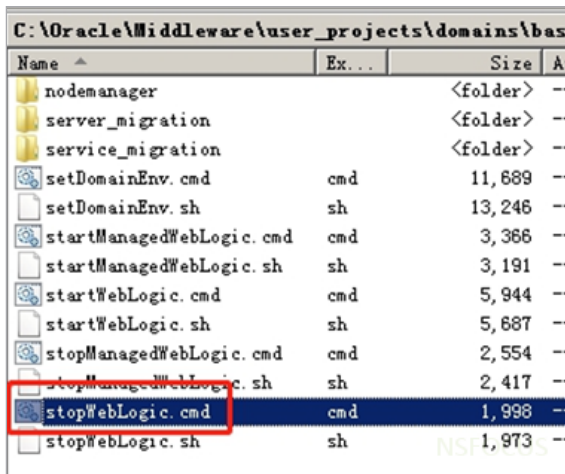 C:\Oracle\Middleware\user_projects\domains\bas
Name Ex... Size A
nodemanager <folder> --
server_migration <folder> --
service_migration <folder> --
setDomainEnv.cmd cmd 11,689 --
setDomainEnv.sh sh 13,246 --
startManagedWebLogic.cmd cmd 3,366 --
startManagedWebLogic.sh sh 3,191 --
startWebLogic.cmd cmd 5,944 --
startWebLogic.sh sh 5,687 --
stopManagedWebLogic.cmd cmd 2,554 --
stopManagedWebLogic.sh sh 2,417 --
stopWebLogic.cmd cmd 1,998 --
stopWebLogic.sh sh 1,973 --
NSFOCUS